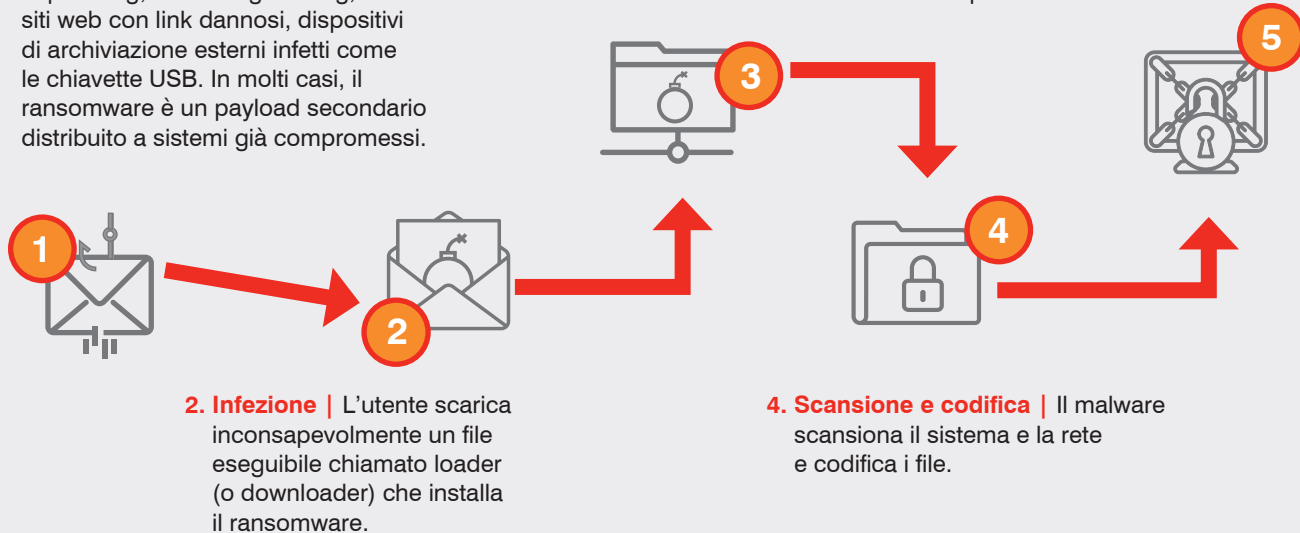 siti web con link dannosi, dispositivi
di archiviazione esterni infetti come
le chiavette USB. In molti casi, il
ransomware è un payload secondario
distribuito a sistemi già compromessi.
1
2
3
4
5
2. Infezione | L'utente scarica
inconsapevolmente un file
eseguibile chiamato loader
(o downloader) che installa
il ransomware.
4. Scansione e codifica | Il malware
scansiona il sistema e la rete
e codifica i file.